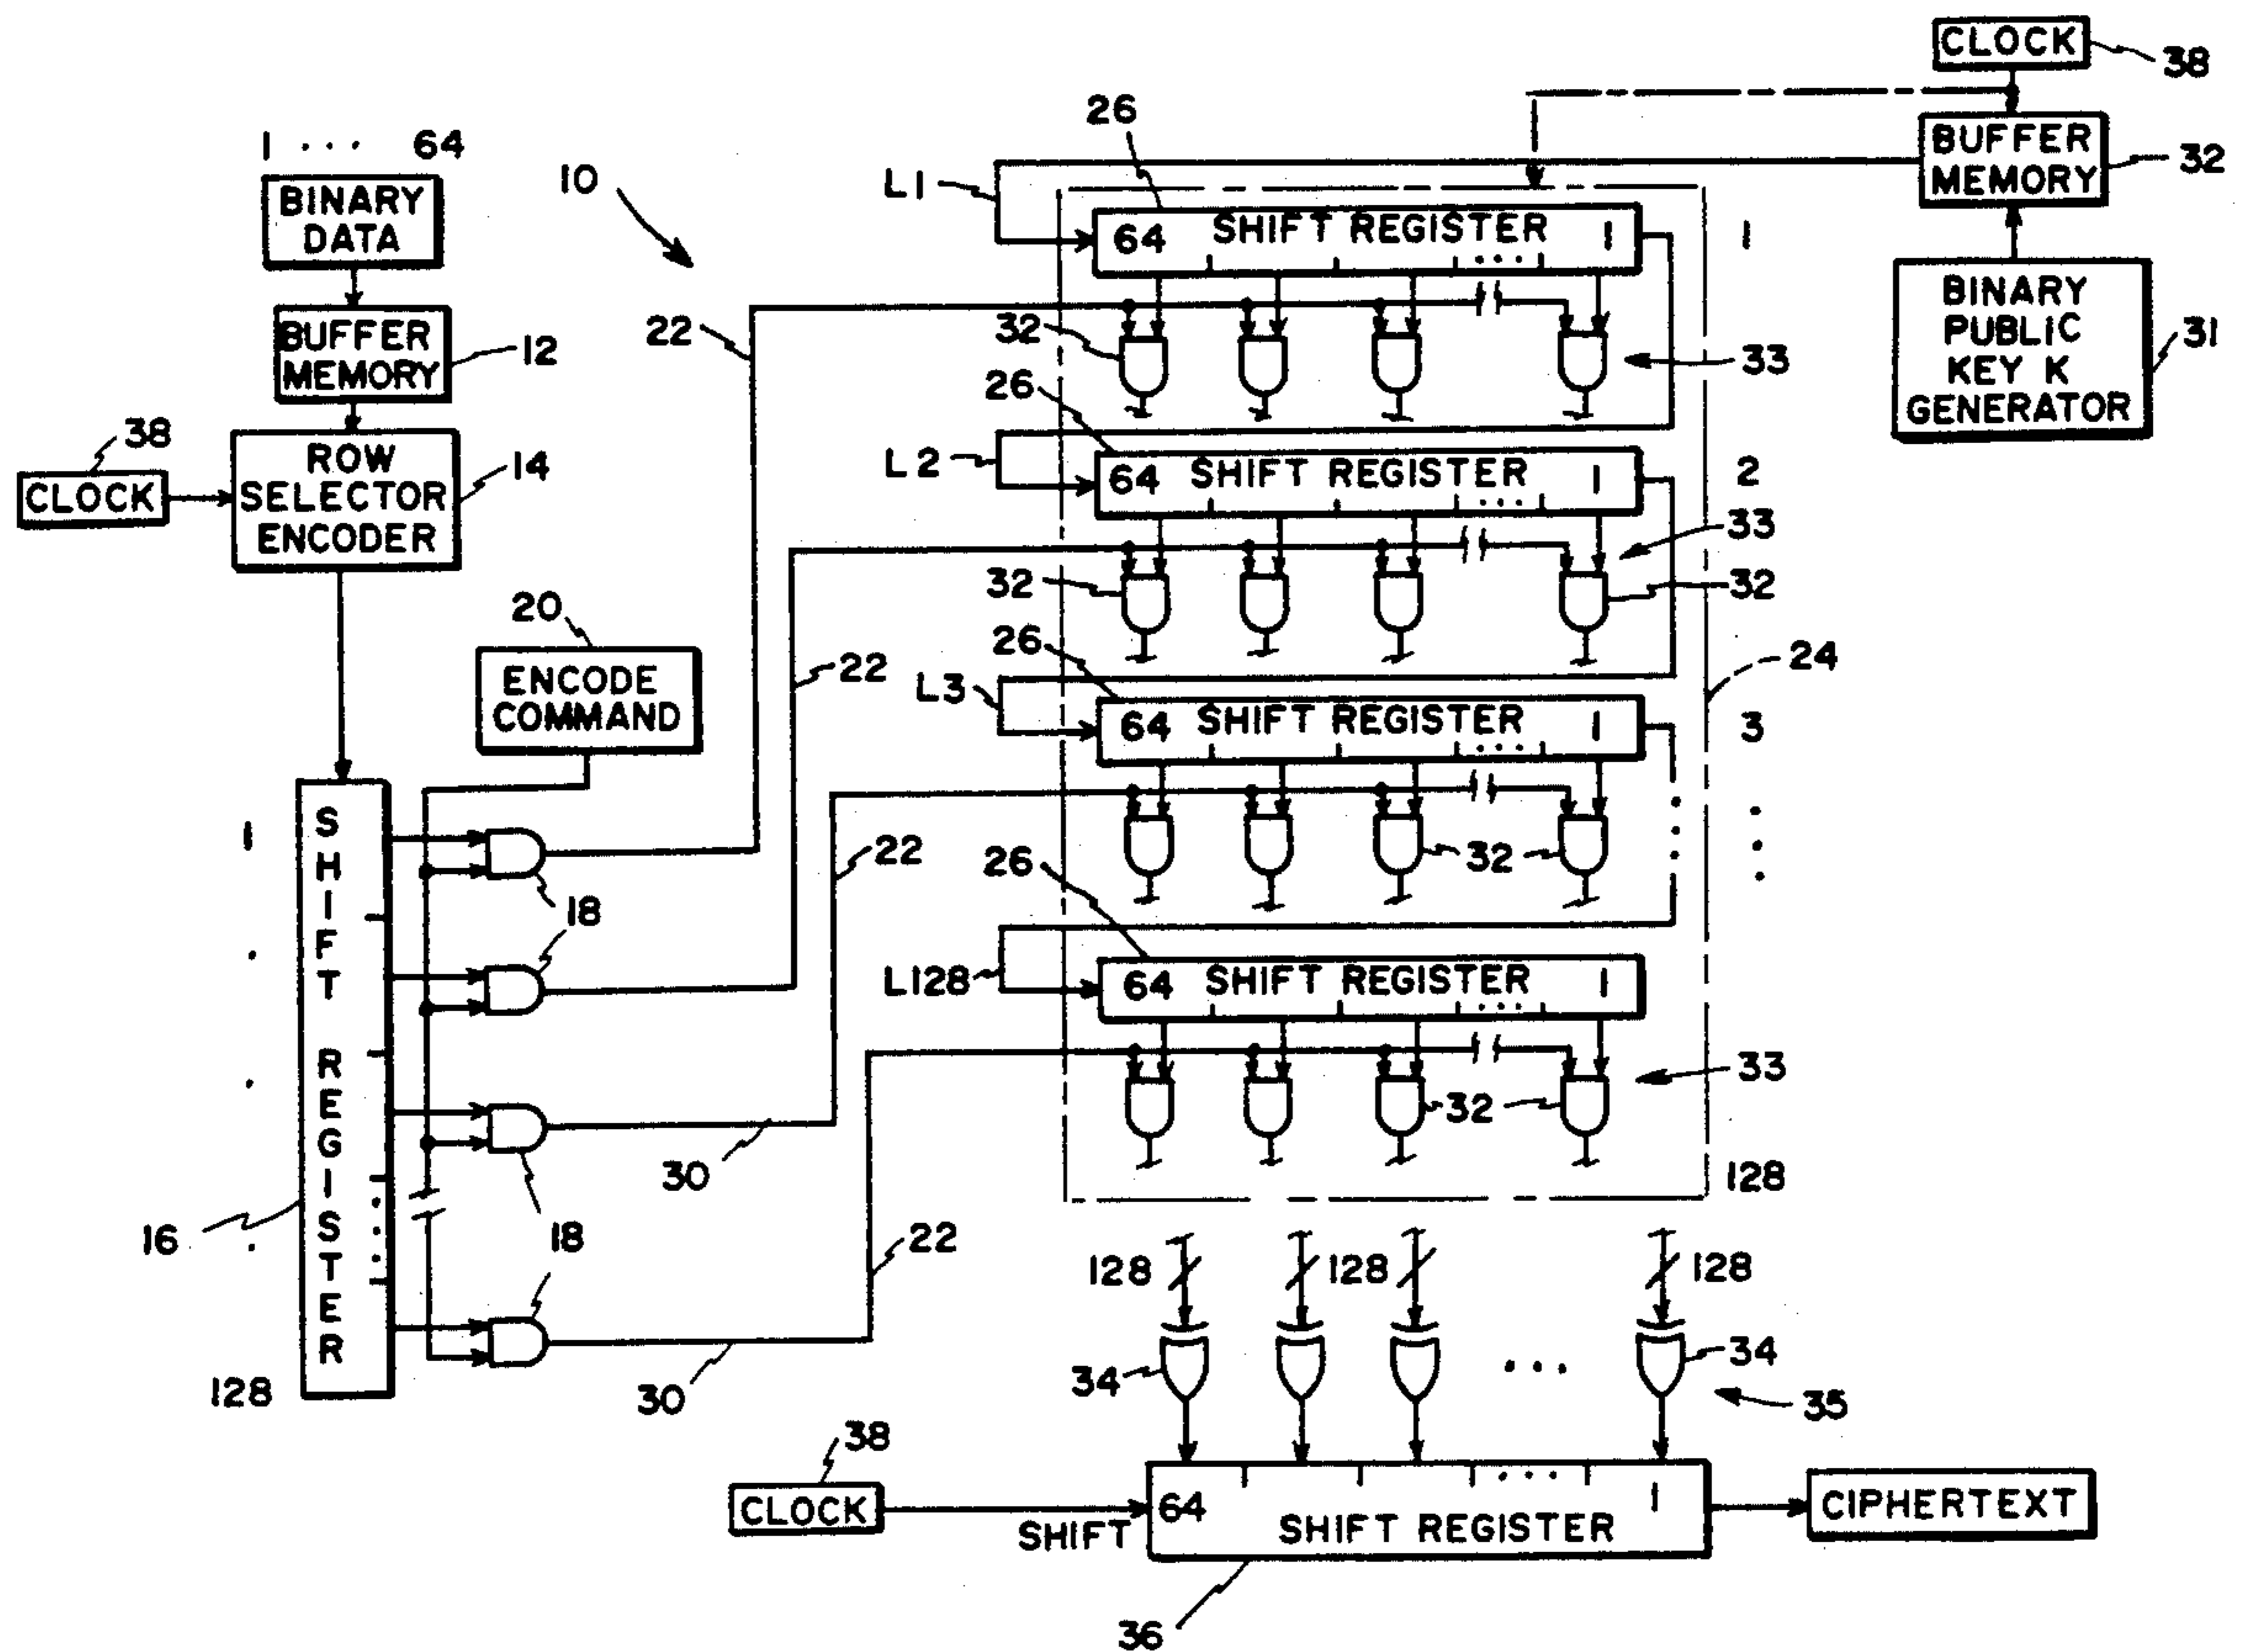 CLOCK
38
1 ... 64
BINARY
DATA
BUFFER
MEMORY
12
38
CLOCK
ROW
SELECTOR
ENCODER
14
20
ENCODE
COMMAND
SHIFT REGISTER
1
.
.
.
128
16
18
18
18
22
22
22
22
30
30
10
L1
26
64 SHIFT REGISTER 1
...
1
32
33
L2
26
64 SHIFT REGISTER 1
...
2
33
32
32
24
L3
26
64 SHIFT REGISTER 1
...
3
.
.
.
32
26
L128
64 SHIFT REGISTER 1
...
33
32
128
BUFFER
MEMORY
32
BINARY
PUBLIC
KEY K
GENERATOR
31
128
128
128
34
...
34
35
38
CLOCK
SHIFT
64
... 1
SHIFT REGISTER
36
CIPHERTEXT